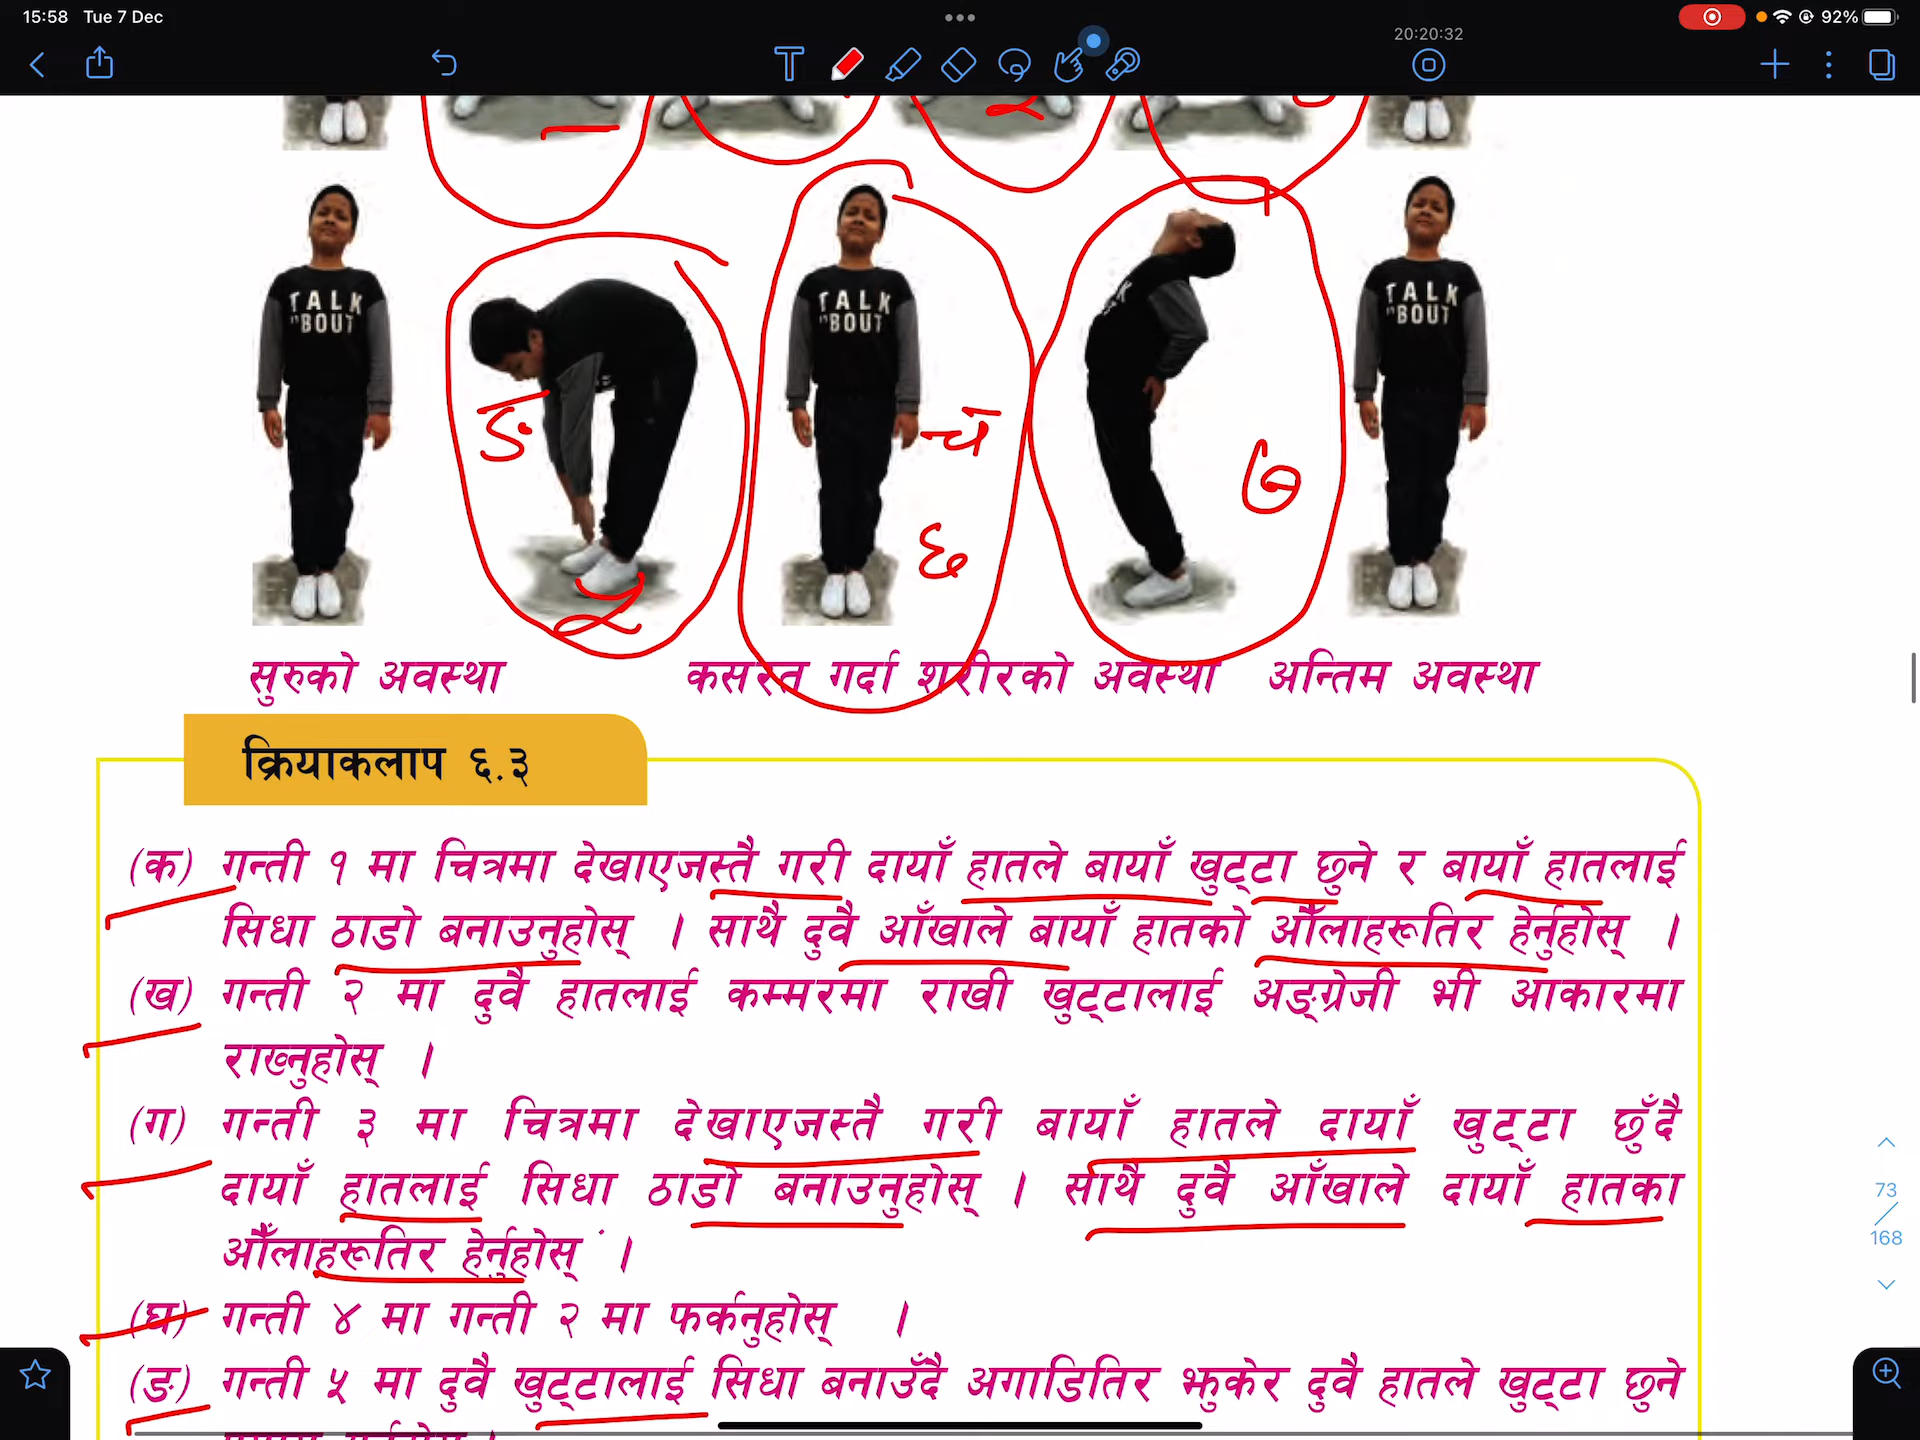 15:58 Tue 7 Dec
92%
20:20:32
२
TALK
"BOUT
TALK
"BOUT
TALK
"BOUT
ङ
च
६
७
सुरुको अवस्था कसरत गर्दा शरीरको अवस्था अन्तिम अवस्था
क्रियाकलाप ६.३
(क) गन्ती १ मा चित्रमा देखाएजस्तै गरी दायाँ हातले बायाँ खुट्टा छुने र बायाँ हातलाई
सिधा ठाडो बनाउनुहोस् । साथै दुवै आँखाले बायाँ हातको औँलाहरूतिर हेर्नुहोस् ।
(ख) गन्ती २ मा दुवै हातलाई कम्मरमा राखी खुट्टालाई अङ्ग्रेजी भी आकारमा
राख्नुहोस् ।
(ग) गन्ती ३ मा चित्रमा देखाएजस्तै गरी बायाँ हातले दायाँ खुट्टा छुँदै
दायाँ हातलाई सिधा ठाडो बनाउनुहोस् । साथै दुवै आँखाले दायाँ हातका
औँलाहरूतिर हेर्नुहोस् ।
(घ) गन्ती ४ मा गन्ती २ मा फर्कनुहोस् ।
(ङ) गन्ती ५ मा दुवै खुट्टालाई सिधा बनाउँदै अगाडितिर झुकेर दुवै हातले खुट्टा छुने
73
168